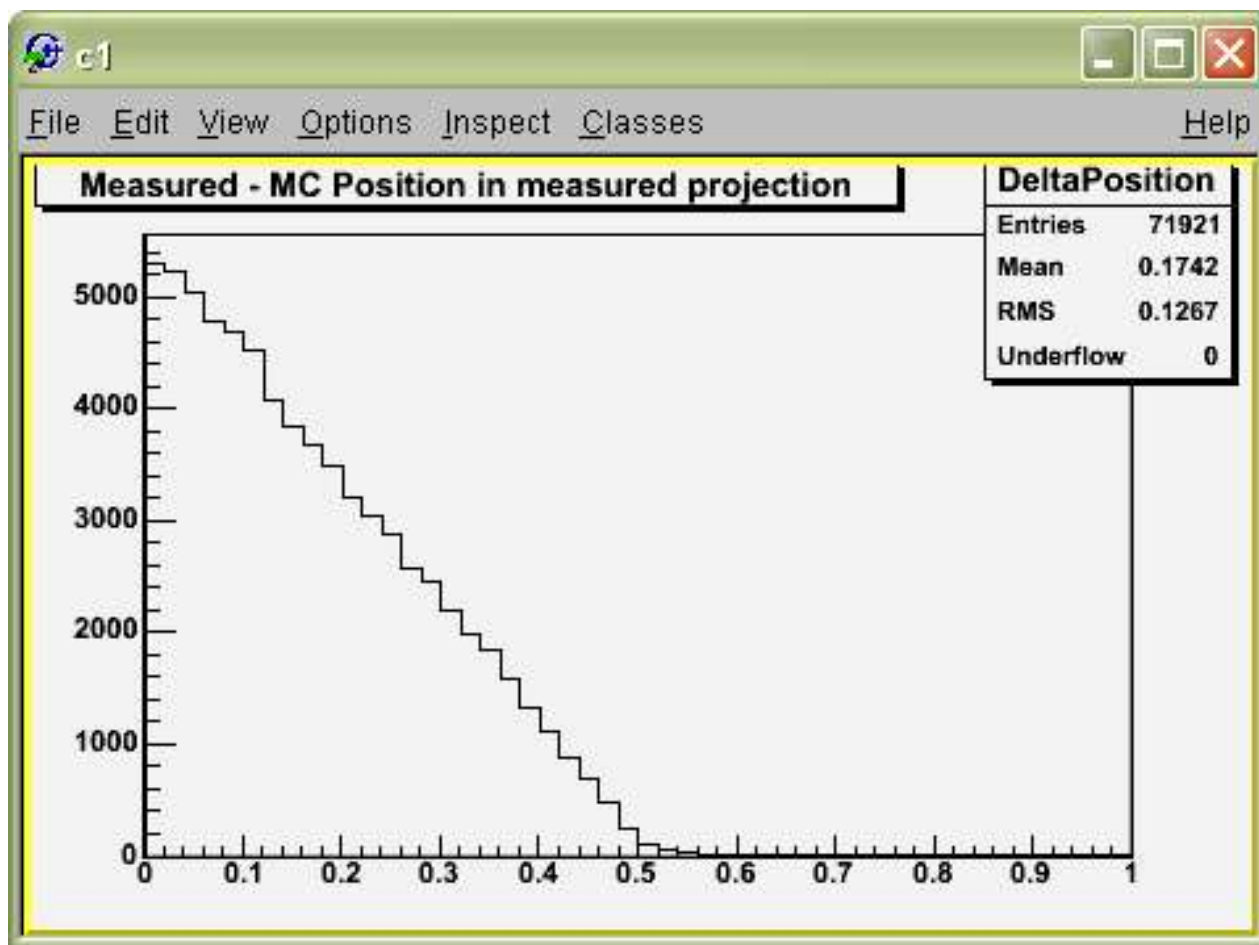 c1
File Edit View Options Inspect Classes Help
Measured - MC Position in measured projection
DeltaPosition
Entries 71921
Mean 0.1742
RMS 0.1267
Underflow 0
5000
4000
3000
2000
1000
0
0 0.1 0.2 0.3 0.4 0.5 0.6 0.7 0.8 0.9 1